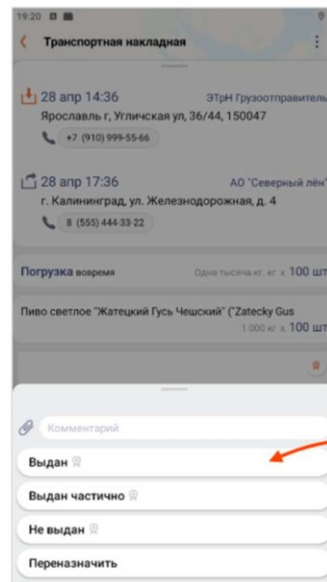 19:20
Транспортная накладная
28 апр 14:36 ЭТрН Грузоотправитель
Ярославль г, Угличская ул, 36/44, 150047
+7 (910) 999-55-66
28 апр 17:36 АО "Северный лён"
г. Калининград, ул. Железнодорожная, д. 4
8 (555) 444-33-22
Погрузка вовремя Одна тысяча кг. кг x 100 шт
Пиво светлое "Жатецкий Гусь Чешский" ("Zatecky Gus
1 000 кг x 100 шт
Комментарий
Выдан
Выдан частично
Не выдан
Переназначить